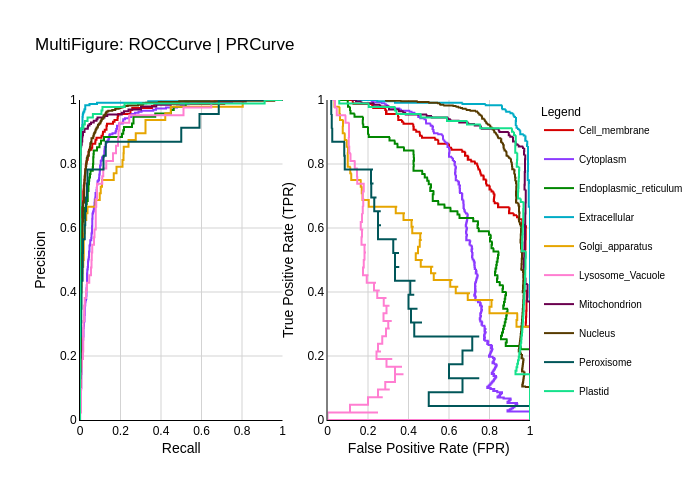 MultiFigure: ROCCurve | PRCurve
Precision
1
0.8
0.6
0.4
0.2
0
0 0.2 0.4 0.6 0.8 1
Recall
True Positive Rate (TPR)
1
0.8
0.6
0.4
0.2
0
0 0.2 0.4 0.6 0.8 1
False Positive Rate (FPR)
Legend
Cell_membrane
Cytoplasm
Endoplasmic_reticulum
Extracellular
Golgi_apparatus
Lysosome_Vacuole
Mitochondrion
Nucleus
Peroxisome
Plastid